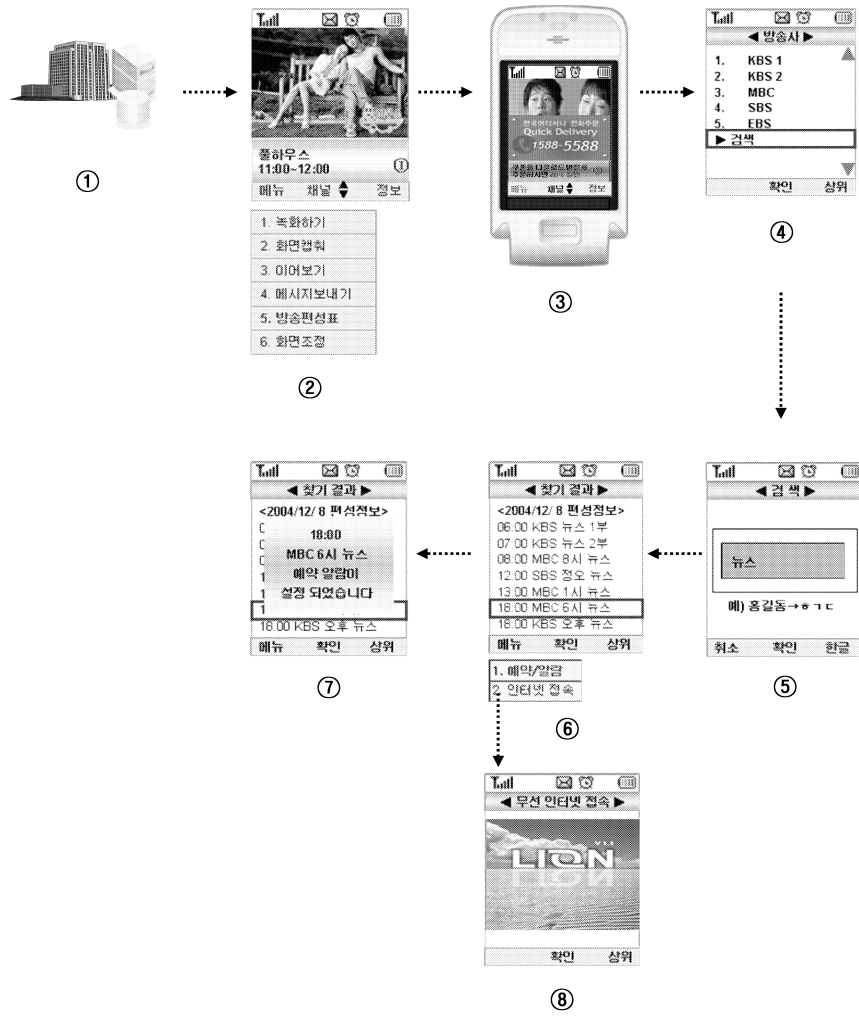 ①
풀하우스
11:00~12:00
메뉴 채널 정보
1. 녹화하기
2. 화면캡춰
3. 이어보기
4. 메시지보내기
5. 방송편성표
6. 화면조정
②
전국어디서나 전화주문
Quick Delivery
1588-5588
메뉴 채널 정보
③
◀ 방송사 ▶
1. KBS 1
2. KBS 2
3. MBC
4. SBS
5. EBS
▶ 검색
확인 상위
④
◀ 검 색 ▶
뉴스
예) 홍길동→ㅎㄱㄷ
취소 확인 한글
⑤
◀ 찾기 결과 ▶
<2004/12/ 8 편성정보>
06:00 KBS 뉴스 1부
07:00 KBS 뉴스 2부
08:00 MBC 8시 뉴스
12:00 SBS 정오 뉴스
13:00 MBC 1시 뉴스
18:00 MBC 6시 뉴스
18:00 KBS 오후 뉴스
메뉴 확인 상위
1. 예약/알람
2. 인터넷 접속
⑥
◀ 찾기 결과 ▶
<2004/12/ 8 편성정보>
18:00
MBC 6시 뉴스
예약 알람이
설정 되었습니다
18:00 KBS 오후 뉴스
메뉴 확인 상위
⑦
◀ 무선 인터넷 접속 ▶
LION
확인 상위
⑧